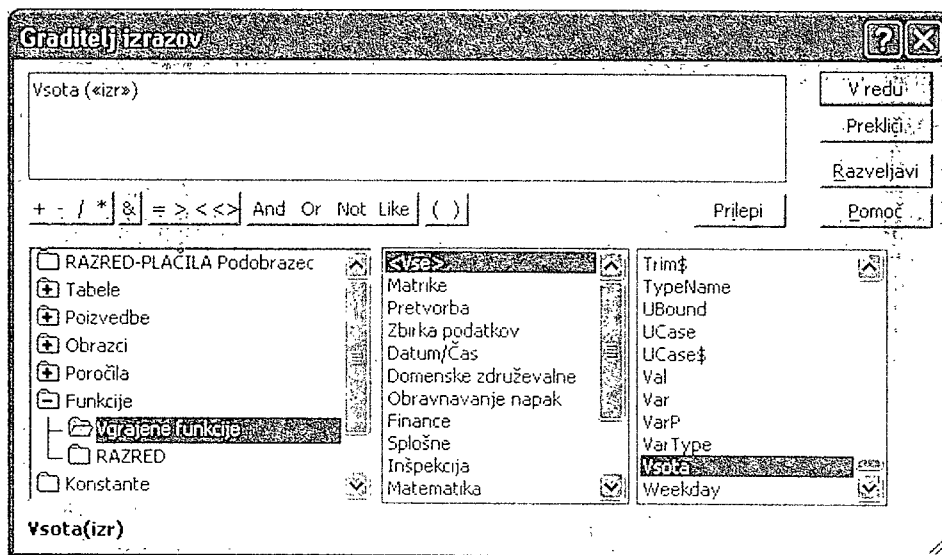 Graditelj izrazov
Vsota («izr»)
V redu
Prekliči
Razveljavi
+ - / * & = > < <> And Or Not Like ( ) Prilepi Pomoč
RAZRED-PLAČILA Podobrazec
Tabele
Poizvedbe
Obrazci
Poročila
Funkcije
Vgrajene funkcije
RAZRED
Konstante
<Vse>
Matrike
Pretvorba
Zbirka podatkov
Datum/Čas
Domenske združevalne
Obravnavanje napak
Finance
Splošne
Inšpekcija
Matematika
Trim$
TypeName
UBound
UCase
UCase$
Val
Var
VarP
VarType
Vsota
Weekday
Vsota(izr)